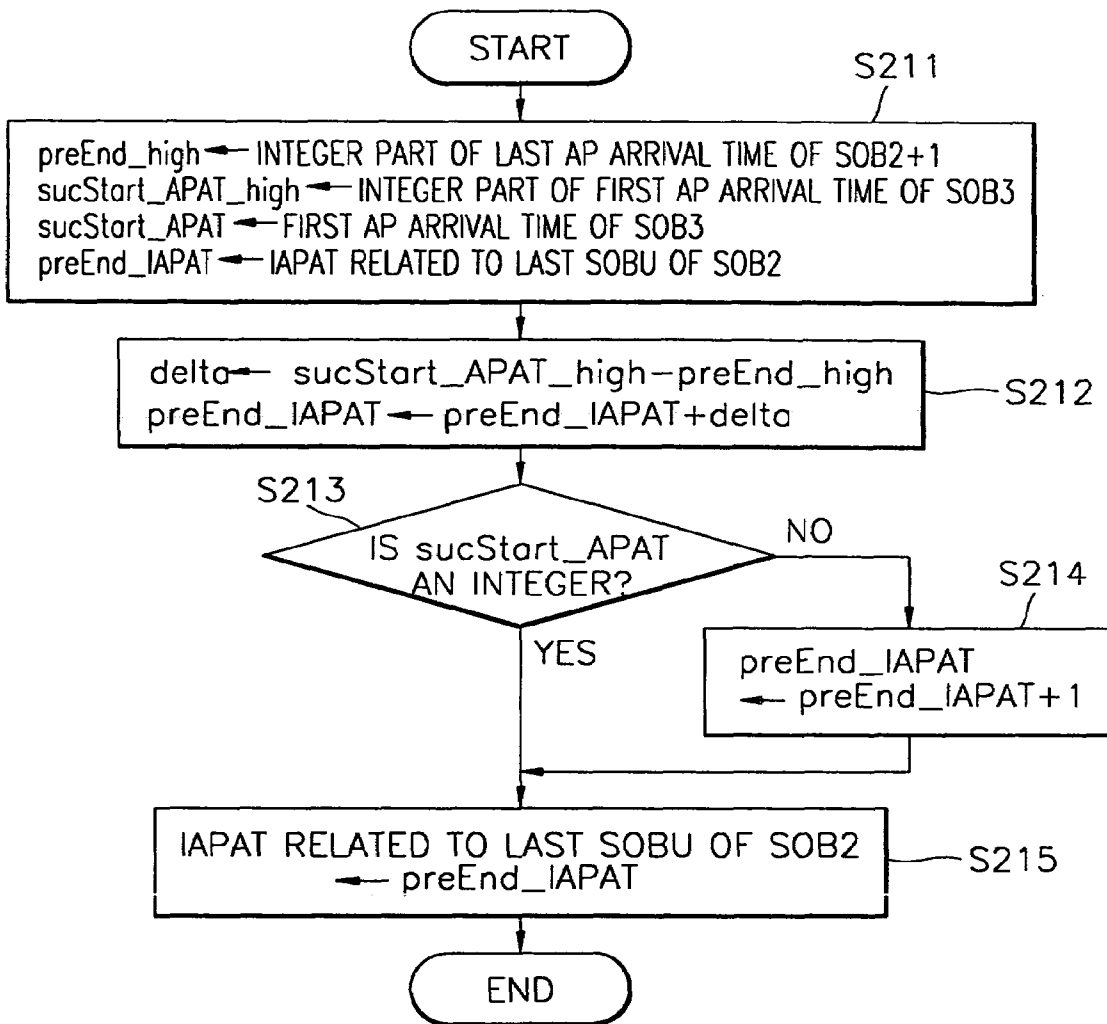 START
S211
preEnd_high ← INTEGER PART OF LAST AP ARRIVAL TIME OF SOB2+1
sucStart_APAT_high ← INTEGER PART OF FIRST AP ARRIVAL TIME OF SOB3
sucStart_APAT ← FIRST AP ARRIVAL TIME OF SOB3
preEnd_IAPAT ← IAPAT RELATED TO LAST SOBU OF SOB2
delta ← sucStart_APAT_high-preEnd_high
preEnd_IAPAT ← preEnd_IAPAT+delta
S212
S213
IS sucStart_APAT
AN INTEGER?
NO
YES
S214
preEnd_IAPAT
← preEnd_IAPAT+1
IAPAT RELATED TO LAST SOBU OF SOB2
← preEnd_IAPAT
S215
END